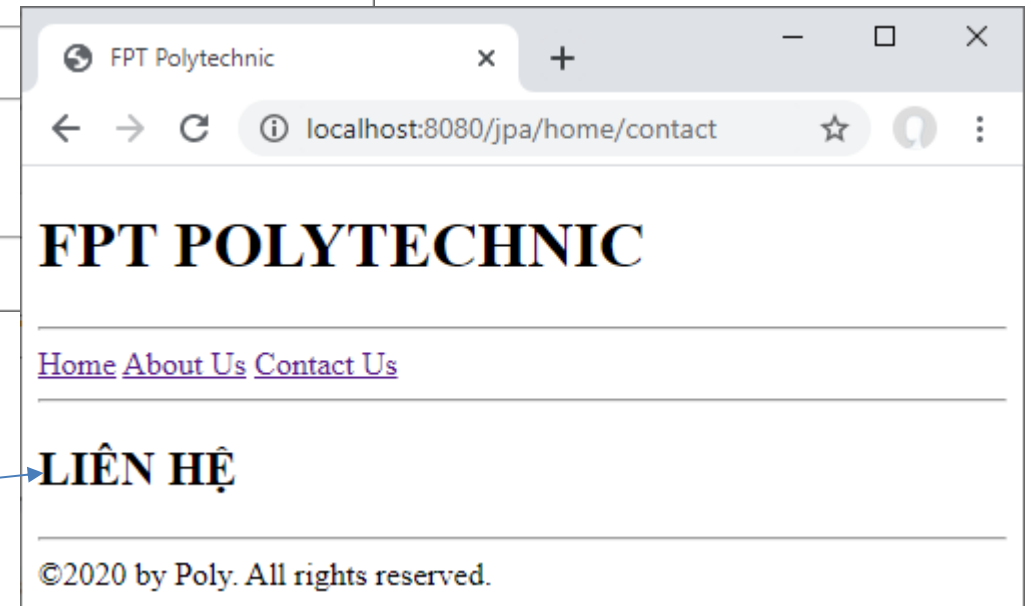 FPT Polytechnic
localhost:8080/jpa/home/contact
FPT POLYTECHNIC
Home About Us Contact Us
LIÊN HỆ
©2020 by Poly. All rights reserved.